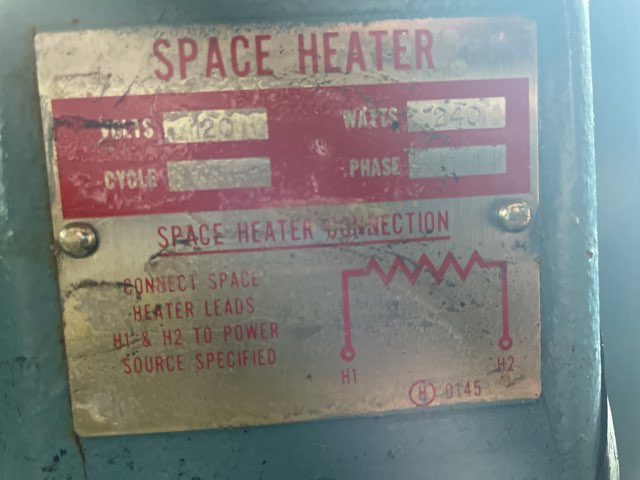 SPACE HEATER
VOLTS 120 WATTS 240
CYCLE PHASE
SPACE HEATER CONNECTION
CONNECT SPACE
HEATER LEADS
H1 & H2 TO POWER
SOURCE SPECIFIED
H1 H2
H 0145